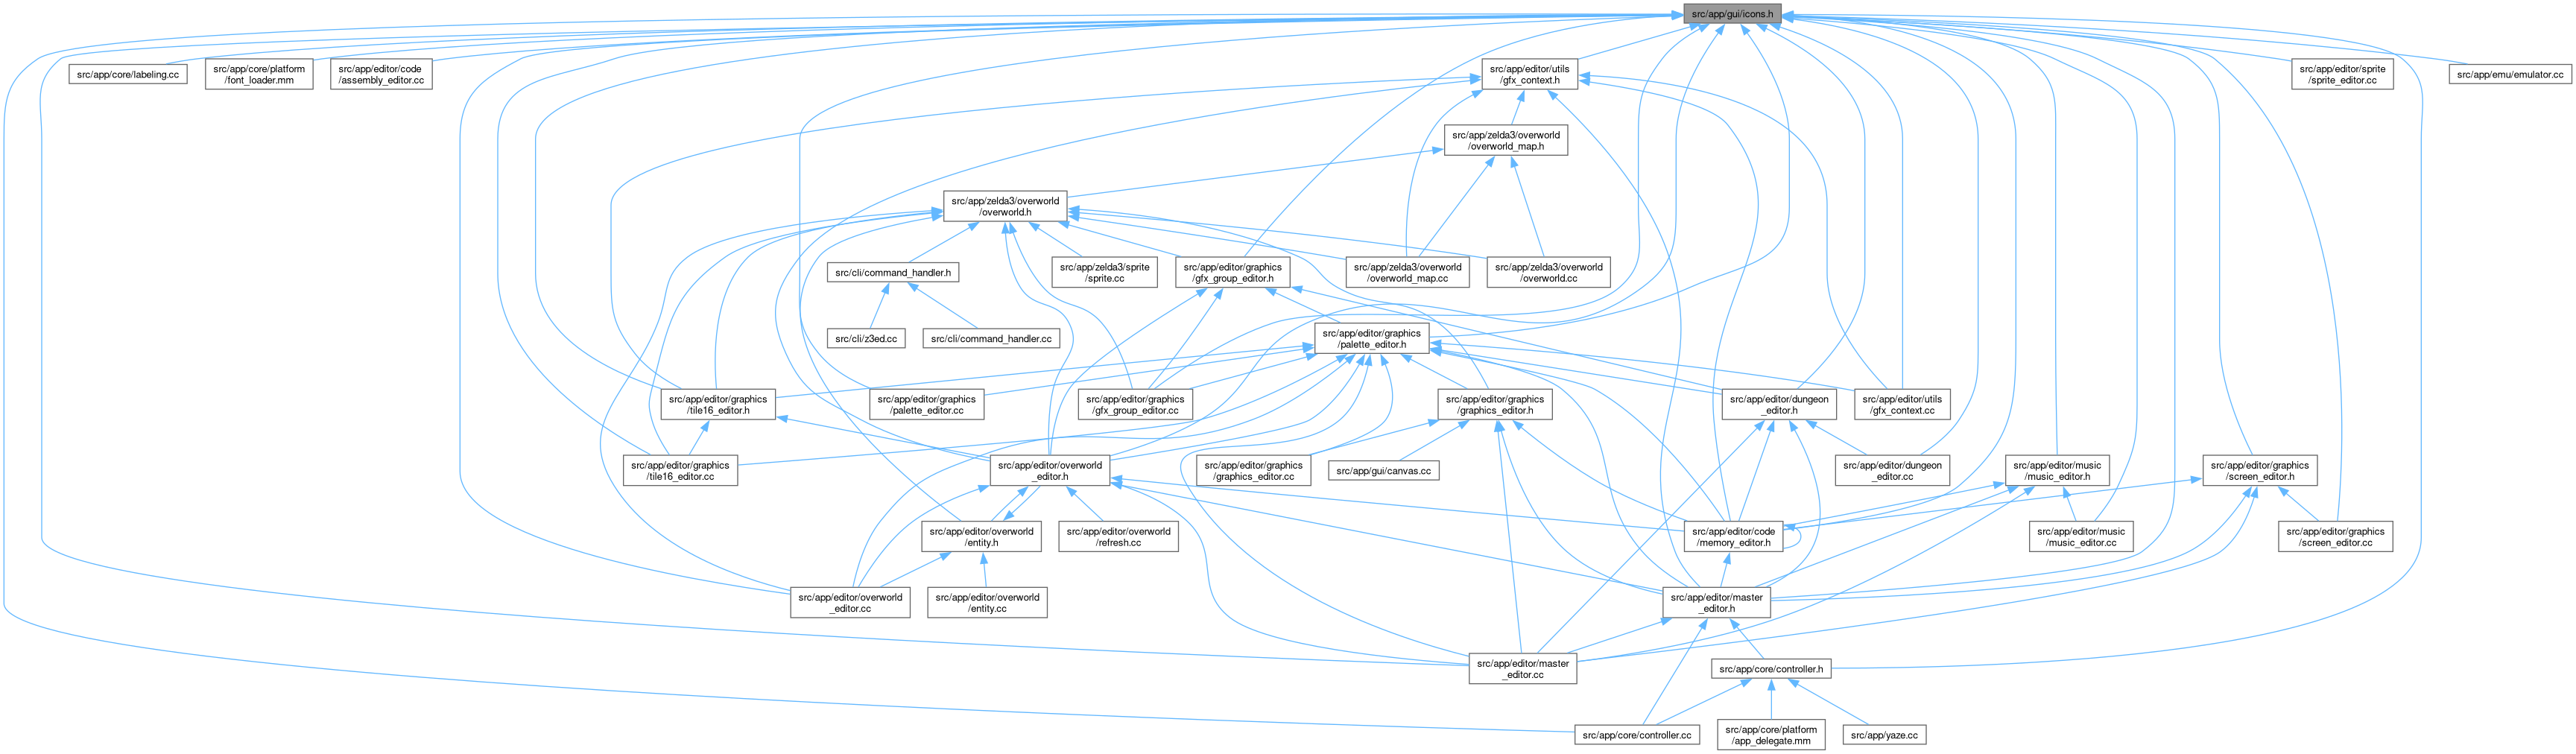 src/app/gui/icons.h
src/app/core/labeling.cc
src/app/core/platform
/font_loader.mm
src/app/editor/code
/assembly_editor.cc
src/app/editor/utils
/gfx_context.h
src/app/editor/sprite
/sprite_editor.cc
src/app/emu/emulator.cc
src/app/zelda3/overworld
/overworld_map.h
src/app/zelda3/overworld
/overworld.h
src/cli/command_handler.h
src/app/zelda3/sprite
/sprite.cc
src/app/editor/graphics
/gfx_group_editor.h
src/app/zelda3/overworld
/overworld_map.cc
src/app/zelda3/overworld
/overworld.cc
src/cli/z3ed.cc
src/cli/command_handler.cc
src/app/editor/graphics
/palette_editor.h
src/app/editor/graphics
/tile16_editor.h
src/app/editor/graphics
/palette_editor.cc
src/app/editor/graphics
/gfx_group_editor.cc
src/app/editor/graphics
/graphics_editor.h
src/app/editor/dungeon
_editor.h
src/app/editor/utils
/gfx_context.cc
src/app/editor/graphics
/tile16_editor.cc
src/app/editor/overworld
_editor.h
src/app/editor/graphics
/graphics_editor.cc
src/app/gui/canvas.cc
src/app/editor/dungeon
_editor.cc
src/app/editor/music
/music_editor.h
src/app/editor/graphics
/screen_editor.h
src/app/editor/overworld
/entity.h
src/app/editor/overworld
/refresh.cc
src/app/editor/code
/memory_editor.h
src/app/editor/music
/music_editor.cc
src/app/editor/graphics
/screen_editor.cc
src/app/editor/overworld
_editor.cc
src/app/editor/overworld
/entity.cc
src/app/editor/master
_editor.h
src/app/editor/master
_editor.cc
src/app/core/controller.h
src/app/core/controller.cc
src/app/core/platform
/app_delegate.mm
src/app/yaze.cc